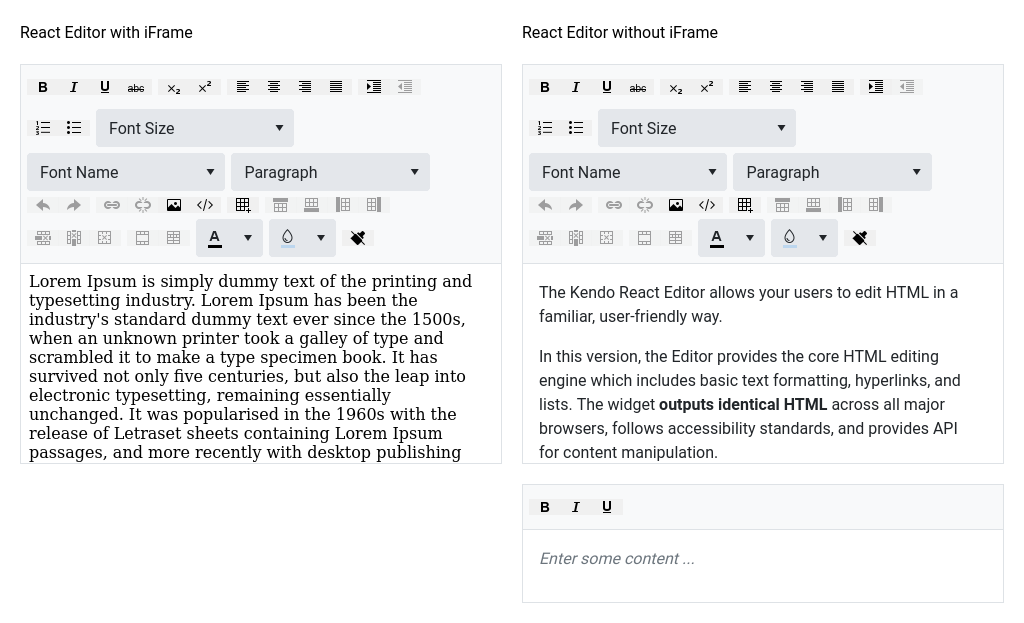 React Editor with iFrame
B I U abc x₂ x²
Font Size
Font Name Paragraph
A
Lorem Ipsum is simply dummy text of the printing and
typesetting industry. Lorem Ipsum has been the
industry's standard dummy text ever since the 1500s,
when an unknown printer took a galley of type and
scrambled it to make a type specimen book. It has
survived not only five centuries, but also the leap into
electronic typesetting, remaining essentially
unchanged. It was popularised in the 1960s with the
release of Letraset sheets containing Lorem Ipsum
passages, and more recently with desktop publishing
React Editor without iFrame
B I U abc x₂ x²
Font Size
Font Name Paragraph
A
The Kendo React Editor allows your users to edit HTML in a
familiar, user-friendly way.
In this version, the Editor provides the core HTML editing
engine which includes basic text formatting, hyperlinks, and
lists. The widget outputs identical HTML across all major
browsers, follows accessibility standards, and provides API
for content manipulation.
B I U
Enter some content ...